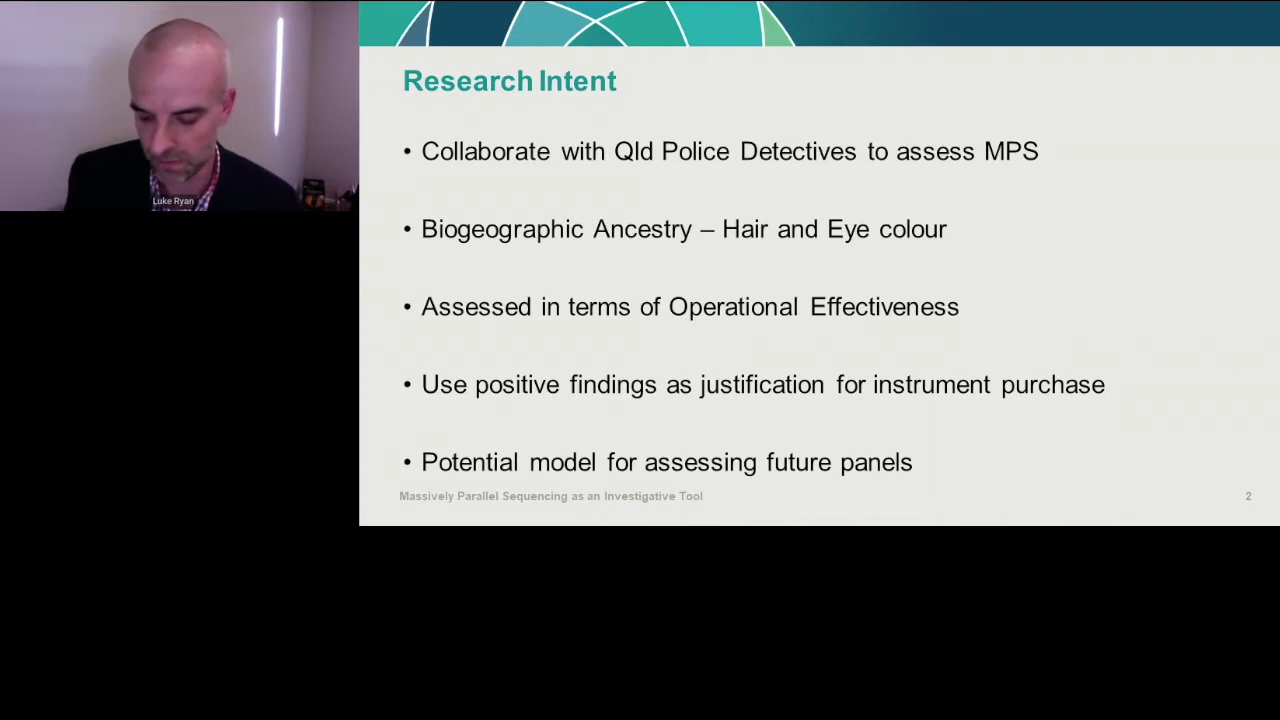 Luke Ryan
Research Intent
• Collaborate with Qld Police Detectives to assess MPS
• Biogeographic Ancestry – Hair and Eye colour
• Assessed in terms of Operational Effectiveness
• Use positive findings as justification for instrument purchase
• Potential model for assessing future panels
Massively Parallel Sequencing as an Investigative Tool 2